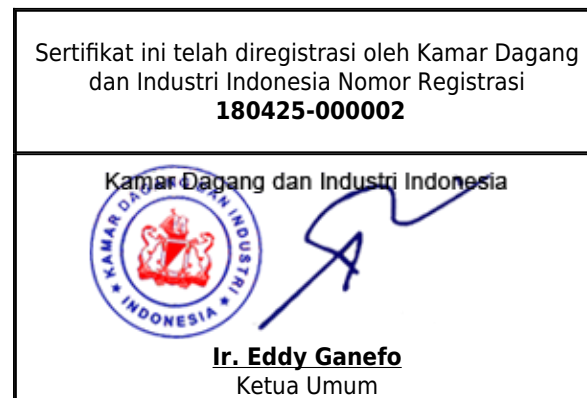 Sertifikat ini telah diregistrasi oleh Kamar Dagang
dan Industri Indonesia Nomor Registrasi
180425-000002
Kamar Dagang dan Industri Indonesia
KAMAR DAGANG DAN INDUSTRI
INDONESIA
Ir. Eddy Ganefo
Ketua Umum